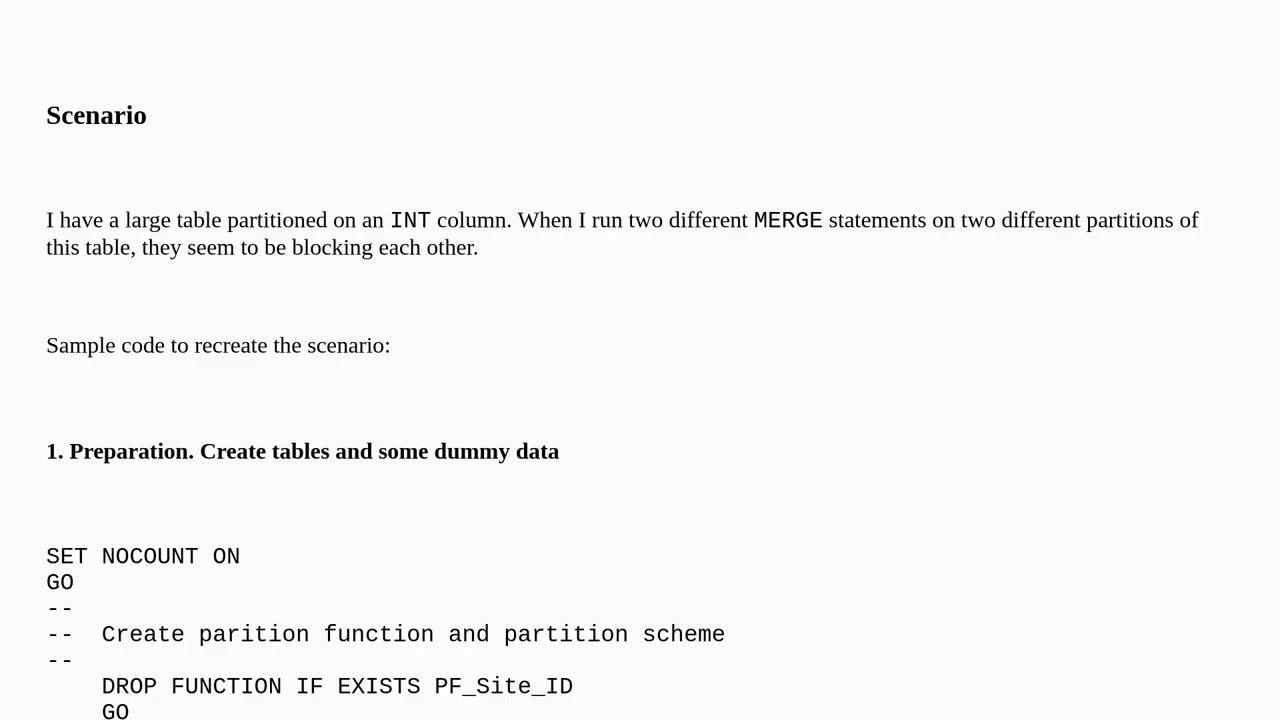 Scenario
I have a large table partitioned on an INT column. When I run two different MERGE statements on two different partitions of
this table, they seem to be blocking each other.
Sample code to recreate the scenario:
1. Preparation. Create tables and some dummy data
SET NOCOUNT ON
GO
--
--  Create parition function and partition scheme
--
    DROP FUNCTION IF EXISTS PF_Site_ID
    GO